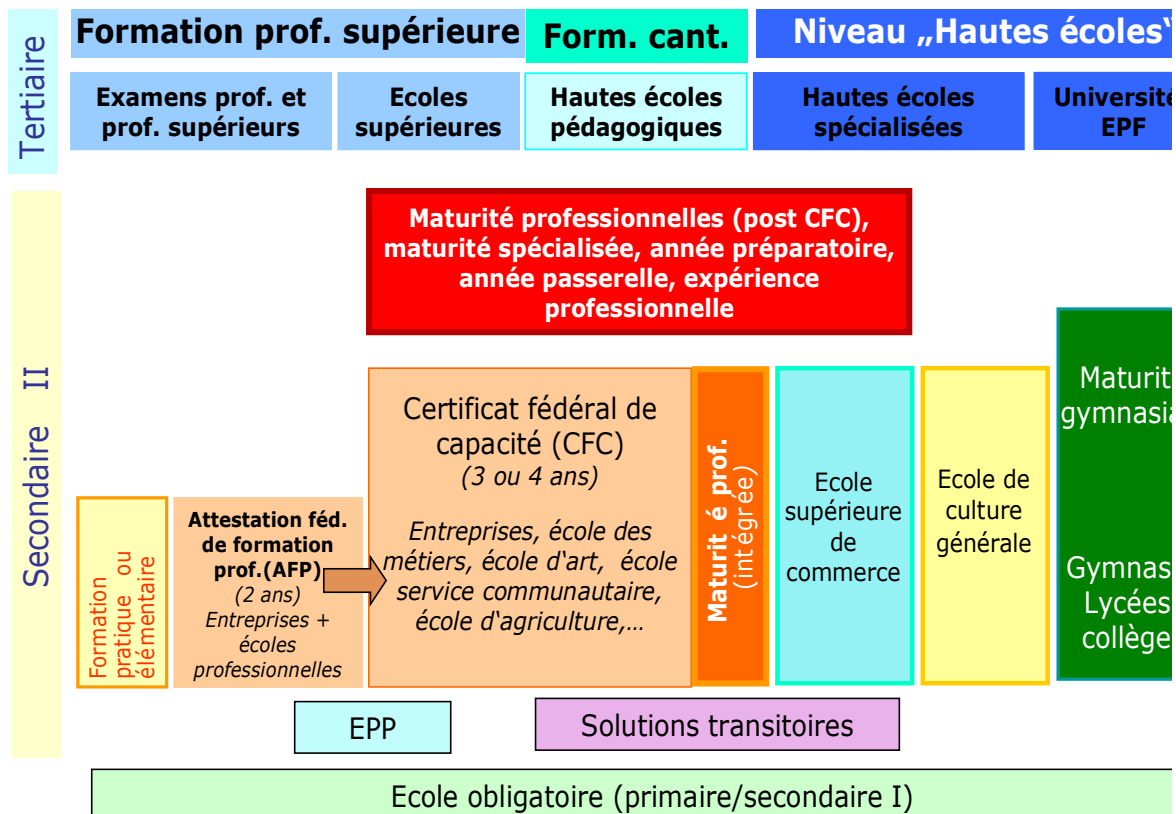 Tertiaire
Formation prof. supérieure
Form. cant.
Niveau „Hautes écoles“
Examens prof. et
prof. supérieurs
Ecoles
supérieures
Hautes écoles
pédagogiques
Hautes écoles
spécialisées
Université
EPF
Secondaire II
Maturité professionnelles (post CFC),
maturité spécialisée, année préparatoire,
année passerelle, expérience
professionnelle
Formation
pratique ou
élémentaire
Attestation féd.
de formation
prof.(AFP)
(2 ans)
Entreprises +
écoles
professionnelles
Certificat fédéral de
capacité (CFC)
(3 ou 4 ans)
Entreprises, école des
métiers, école d‘art, école
service communautaire,
école d‘agriculture,…
Maturit é prof.
(intégrée)
Ecole
supérieure
de
commerce
Ecole de
culture
générale
Maturit
gymnasia
Gymnas
Lycées
collège
EPP
Solutions transitoires
Ecole obligatoire (primaire/secondaire I)